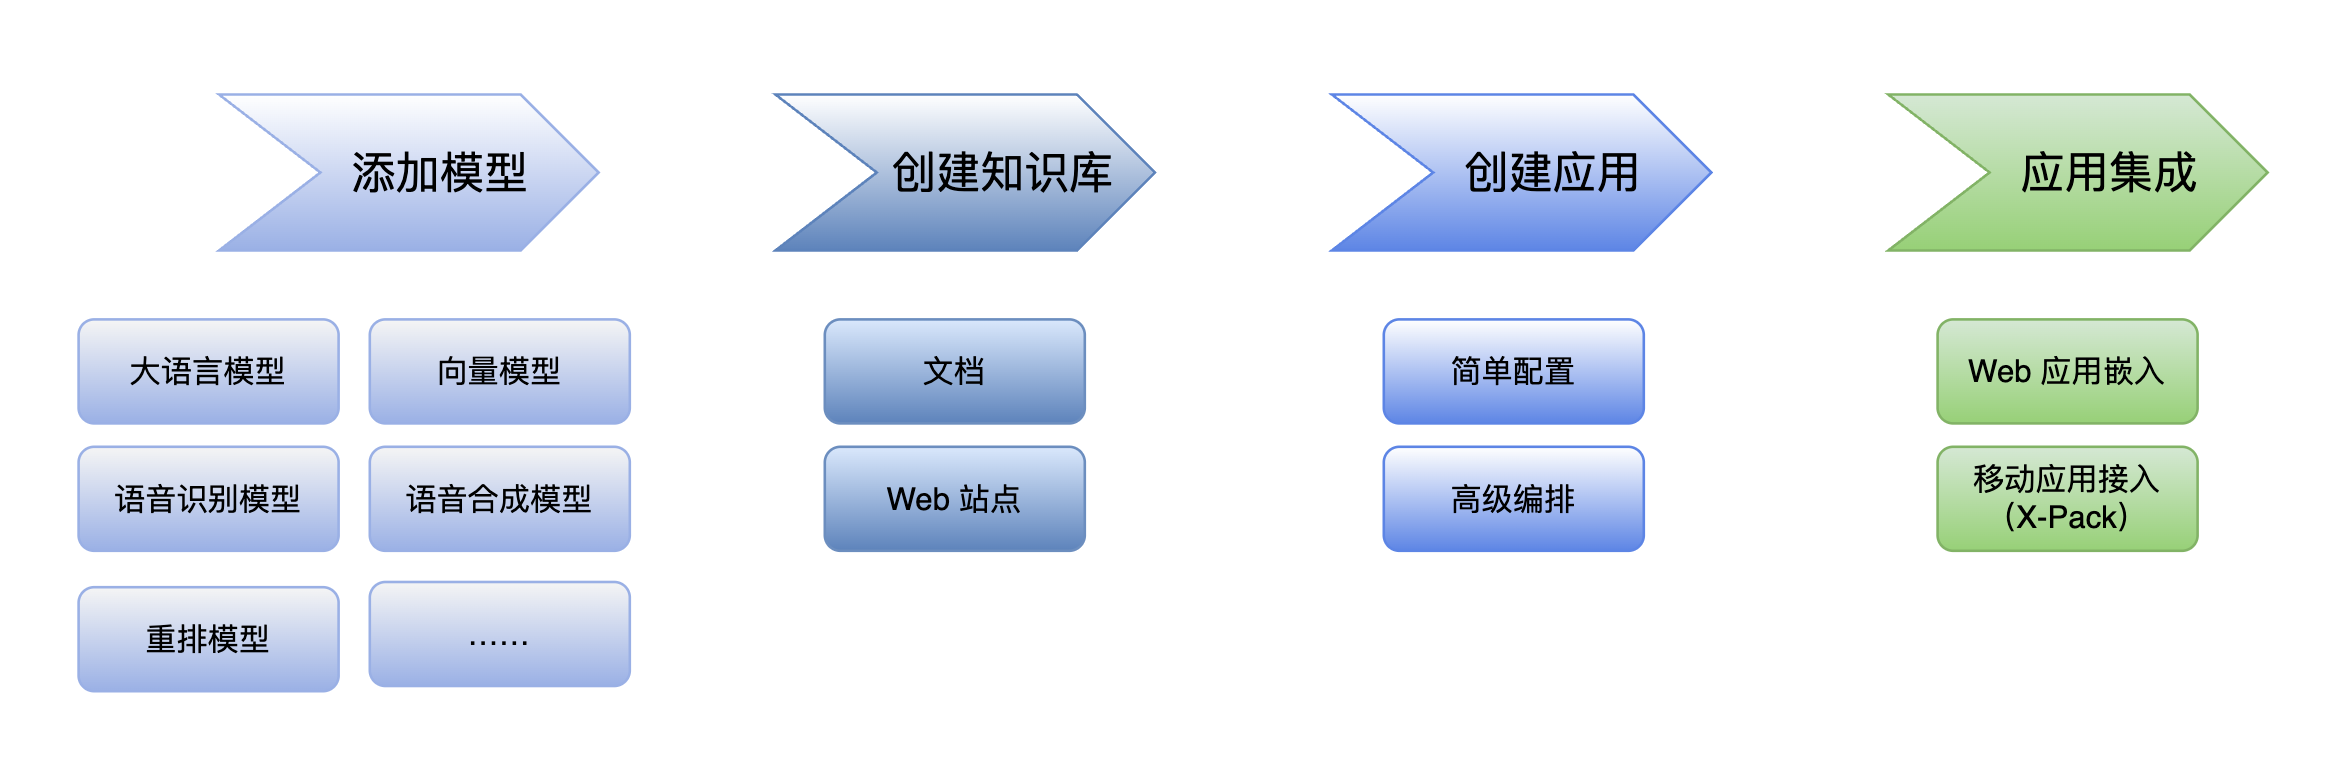 添加模型
创建知识库
创建应用
应用集成
大语言模型
向量模型
文档
简单配置
Web 应用嵌入
语音识别模型
语音合成模型
Web 站点
高级编排
移动应用接入
（X-Pack）
重排模型
......